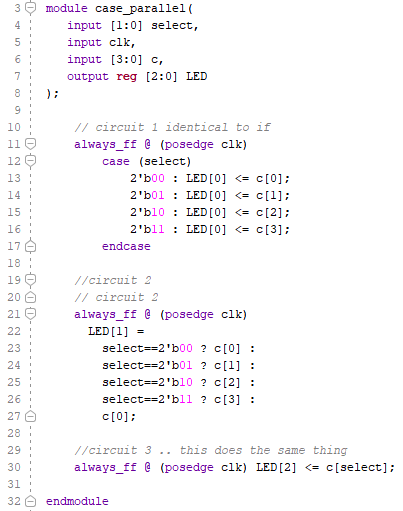 3 module case_parallel(
4 input [1:0] select,
5 input clk,
6 input [3:0] c,
7 output reg [2:0] LED
8 );
9
10 // circuit 1 identical to if
11 always_ff @ (posedge clk)
12 case (select)
13 2'b00 : LED[0] <= c[0];
14 2'b01 : LED[0] <= c[1];
15 2'b10 : LED[0] <= c[2];
16 2'b11 : LED[0] <= c[3];
17 endcase
18
19 //circuit 2
20 // circuit 2
21 always_ff @ (posedge clk)
22 LED[1] =
23 select==2'b00 ? c[0] :
24 select==2'b01 ? c[1] :
25 select==2'b10 ? c[2] :
26 select==2'b11 ? c[3] :
27 c[0];
28
29 //circuit 3 .. this does the same thing
30 always_ff @ (posedge clk) LED[2] <= c[select];
31
32 endmodule